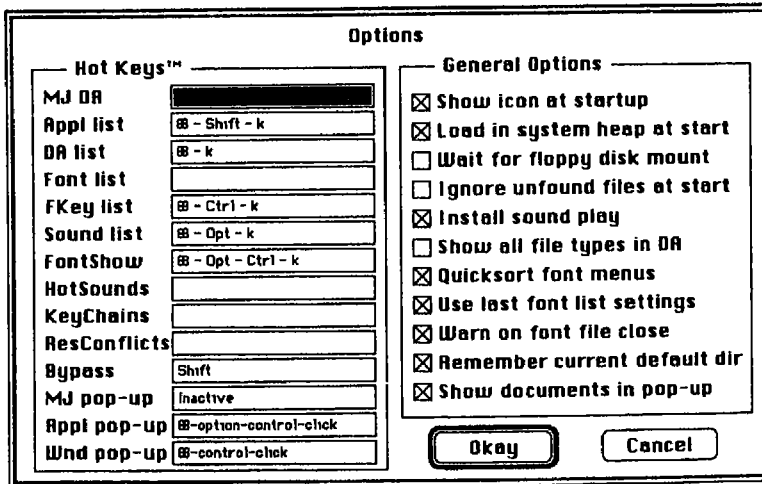 Options
Hot Keys™
MJ DA
Appl list ⌘ - Shift - k
DA list ⌘ - k
Font list
FKey list ⌘ - Ctrl - k
Sound list ⌘ - Opt - k
FontShow ⌘ - Opt - Ctrl - k
HotSounds
KeyChains
ResConflicts
Bypass Shift
MJ pop-up Inactive
Appl pop-up ⌘-option-control-click
Wnd pop-up ⌘-control-click
General Options
Show icon at startup
Load in system heap at start
Wait for floppy disk mount
Ignore unfound files at start
Install sound play
Show all file types in DA
Quicksort font menus
Use last font list settings
Warn on font file close
Remember current default dir
Show documents in pop-up
Okay
Cancel